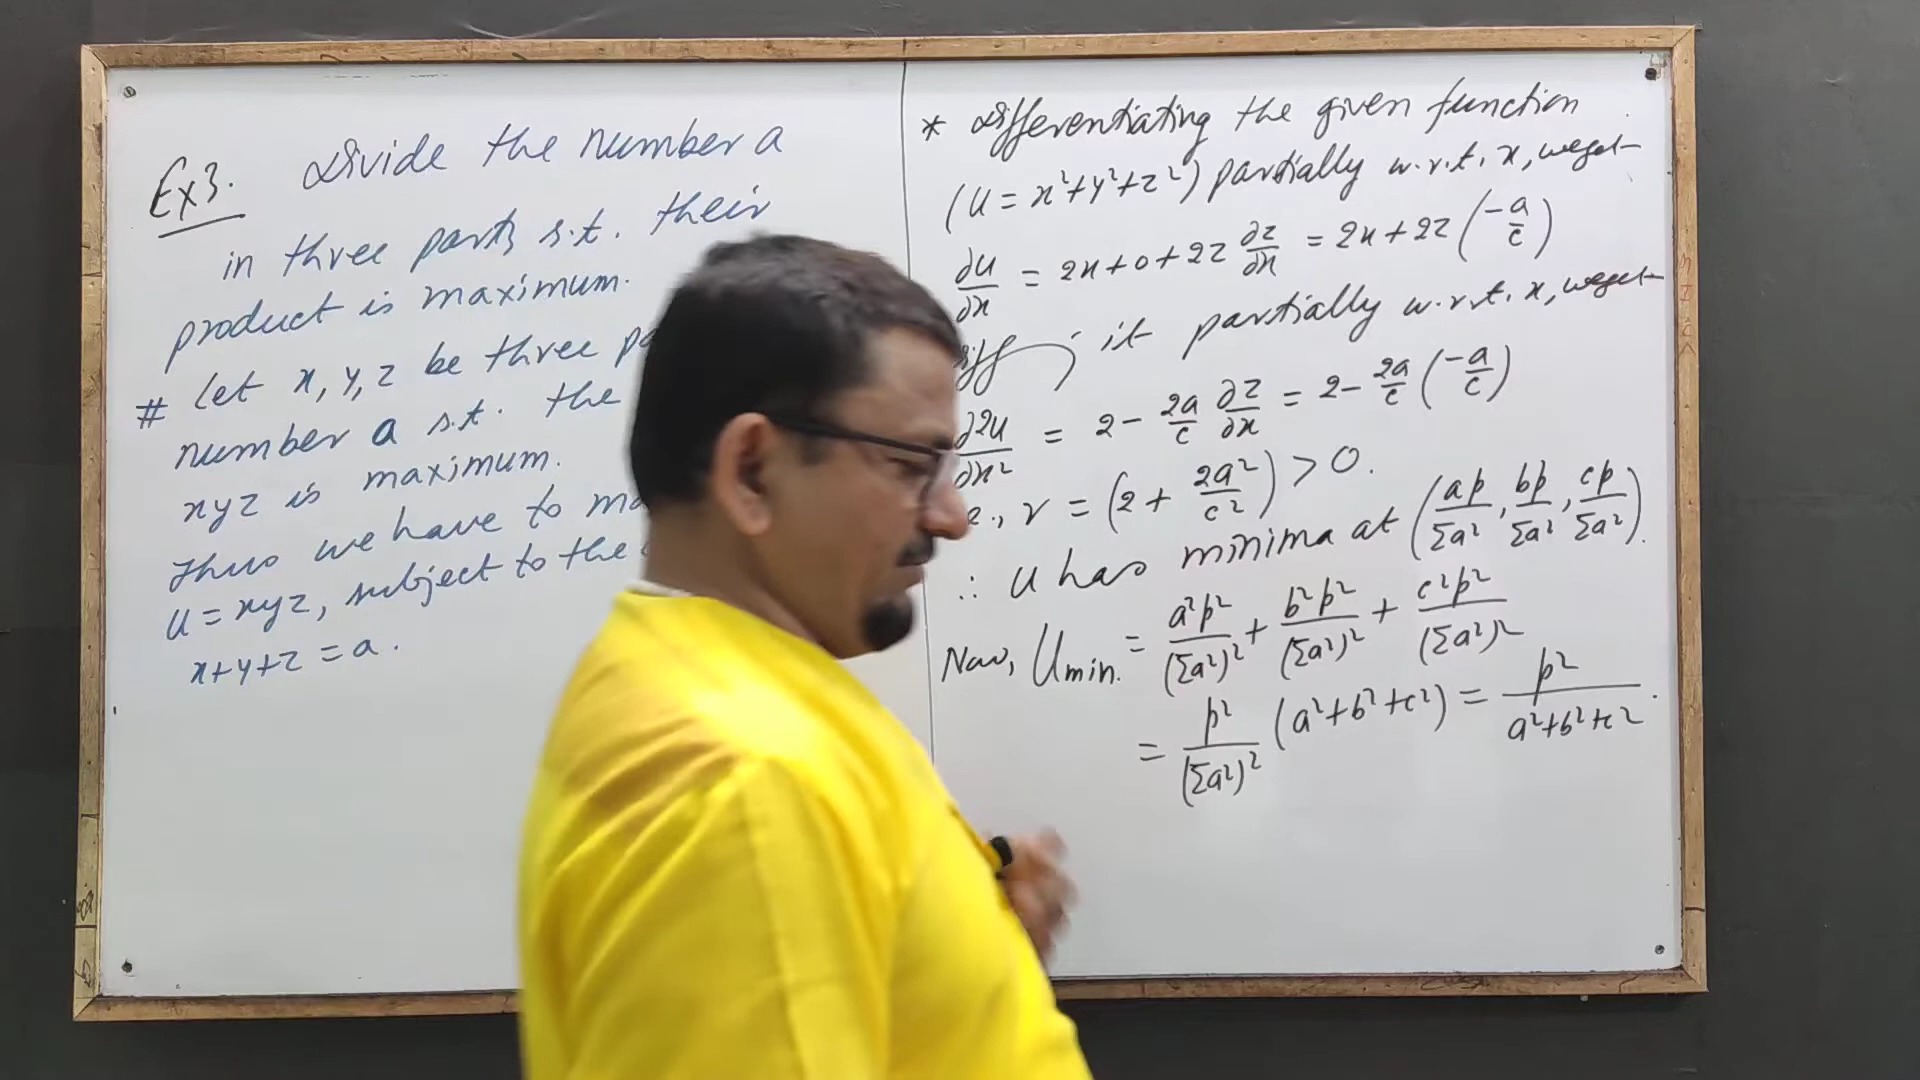 Ex3. Divide the number a
in three parts s.t. their
product is maximum.
# Let x, y, z be three
number a s.t. the
xyz is maximum.
Thus we have to
u = xyz, subject to the
x+y+z = a.
* Differentiating the given function
(u = x²+y²+z²) partially w.r.t. x, we get
∂u/∂x = 2x+0+2z ∂z/∂x = 2x+2z (-a/c)
it partially w.r.t. x, we get
∂²u/∂x² = 2 - 2a/c ∂z/∂x = 2 - 2a/c (-a/c)
r = (2 + 2a²/c²) > 0.
∴ u has minima at (ap/Σa², bp/Σa², cp/Σa²).
Now, Umin. = a²p²/(Σa²)² + b²p²/(Σa²)² + c²p²/(Σa²)²
= p²/(Σa²)² (a²+b²+c²) = p²/a²+b²+c².